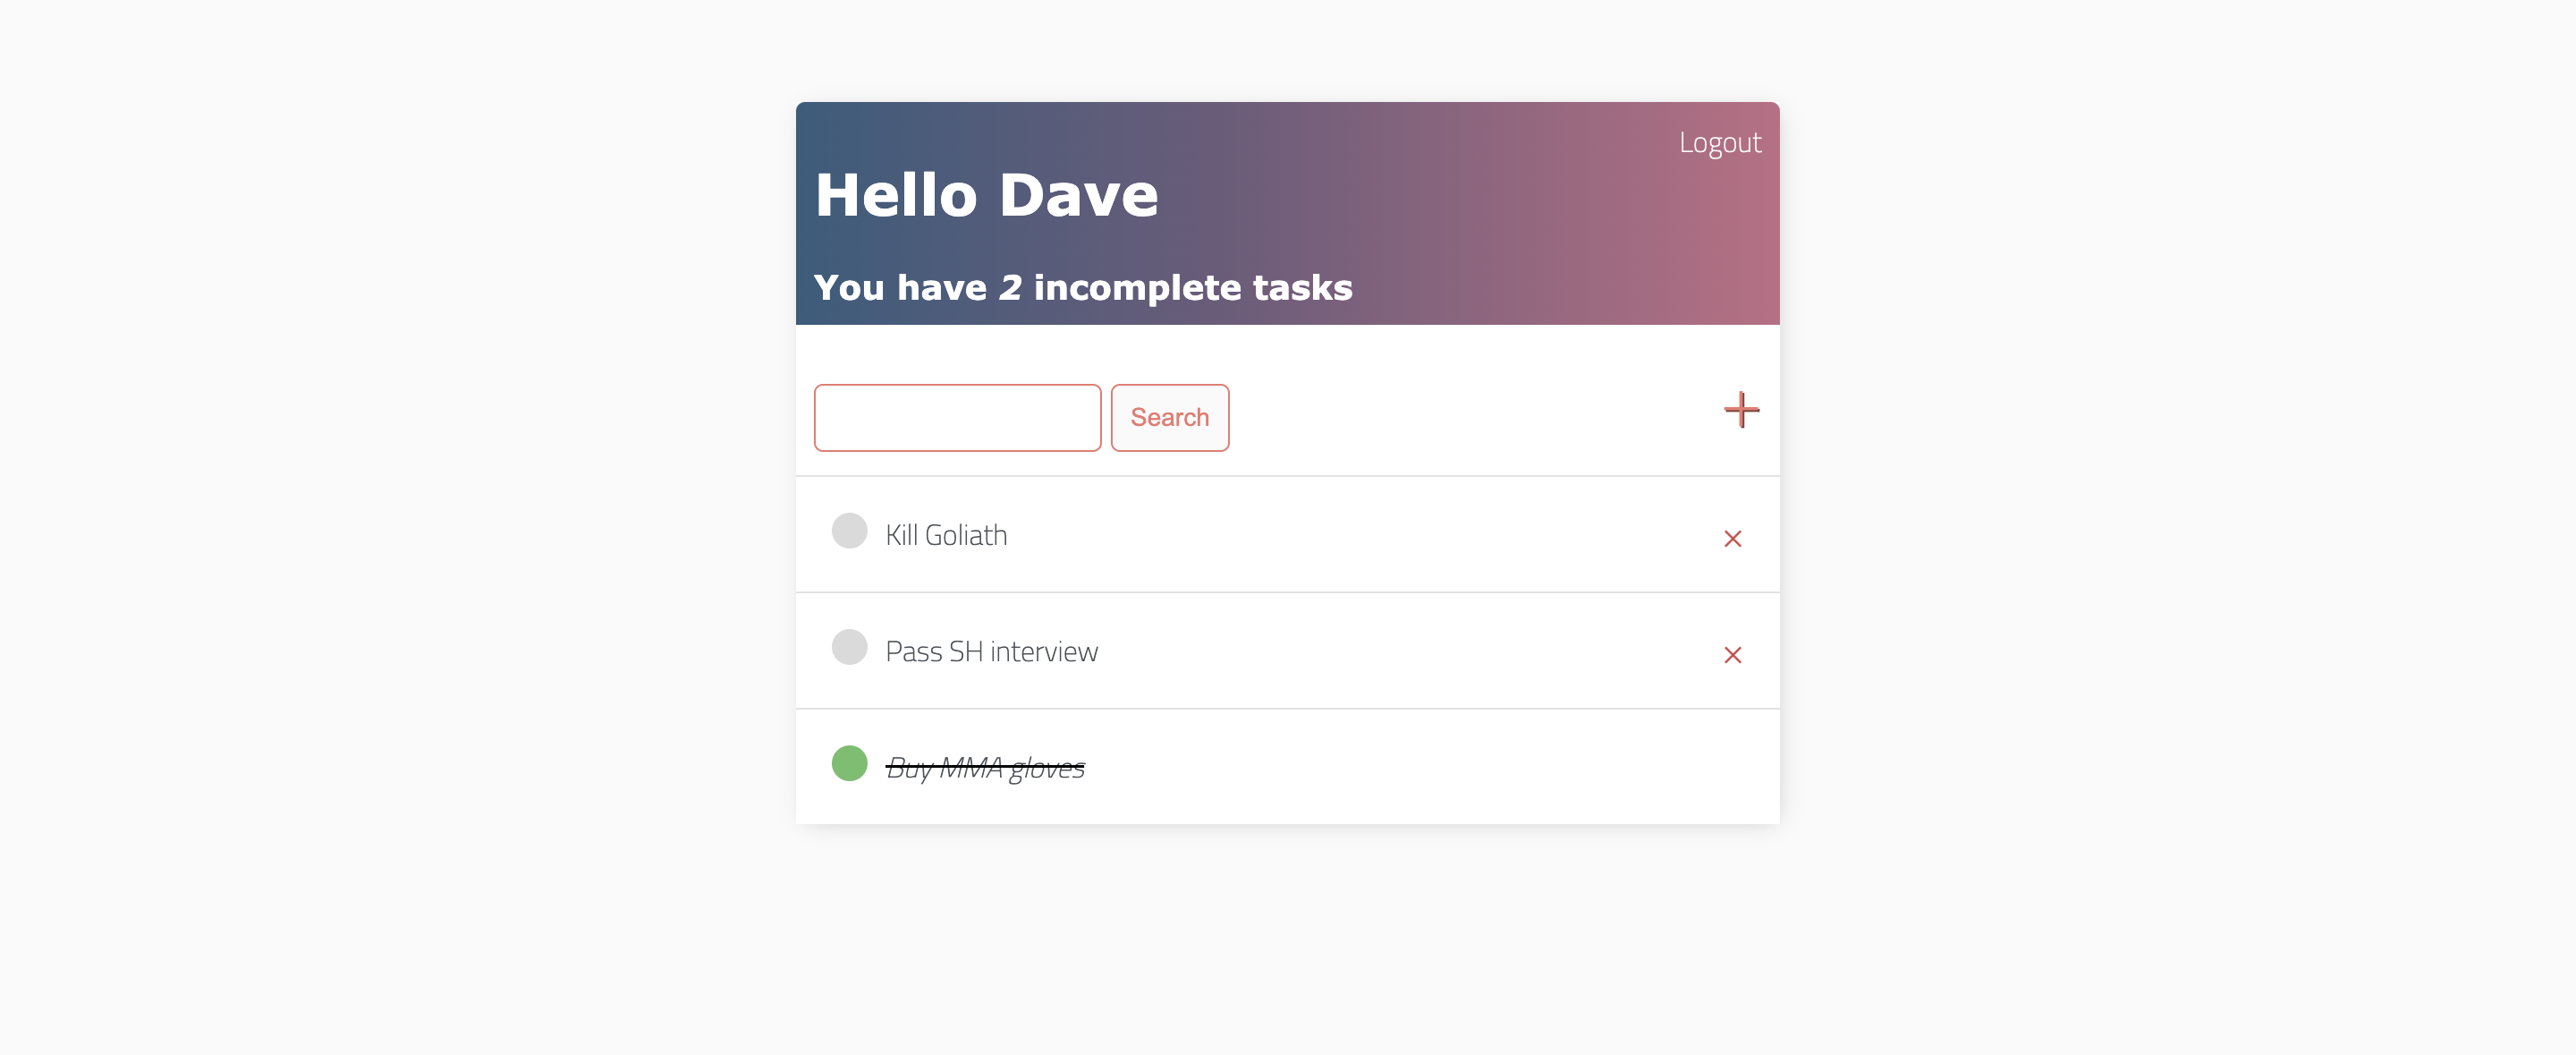 Logout
Hello Dave
You have 2 incomplete tasks
Search
Kill Goliath
Pass SH interview
Buy MMA gloves